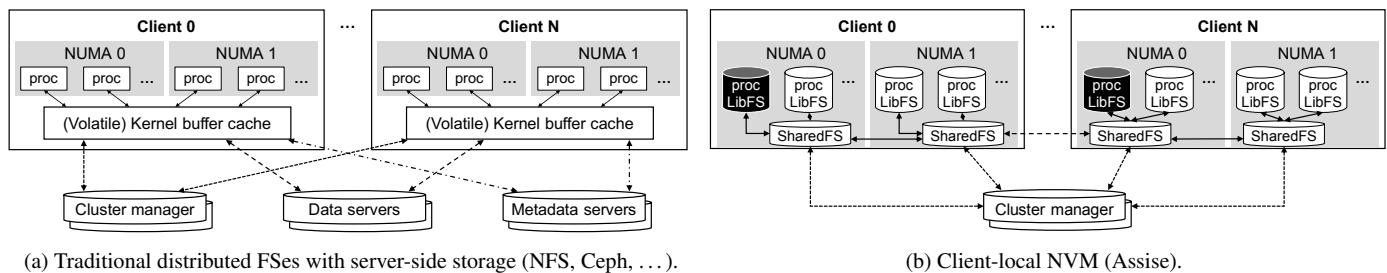 Client 0
NUMA 0
NUMA 1
proc
proc
...
proc
proc
...
(Volatile) Kernel buffer cache
...
Client N
NUMA 0
NUMA 1
proc
proc
...
proc
proc
...
(Volatile) Kernel buffer cache
Cluster manager
Data servers
Metadata servers
(a) Traditional distributed FSes with server-side storage (NFS, Ceph, . . . ).
Client 0
NUMA 0
NUMA 1
proc
LibFS
proc
LibFS
...
proc
LibFS
proc
LibFS
...
SharedFS
SharedFS
...
Client N
NUMA 0
NUMA 1
proc
LibFS
proc
LibFS
...
proc
LibFS
proc
LibFS
...
SharedFS
SharedFS
Cluster manager
(b) Client-local NVM (Assise).